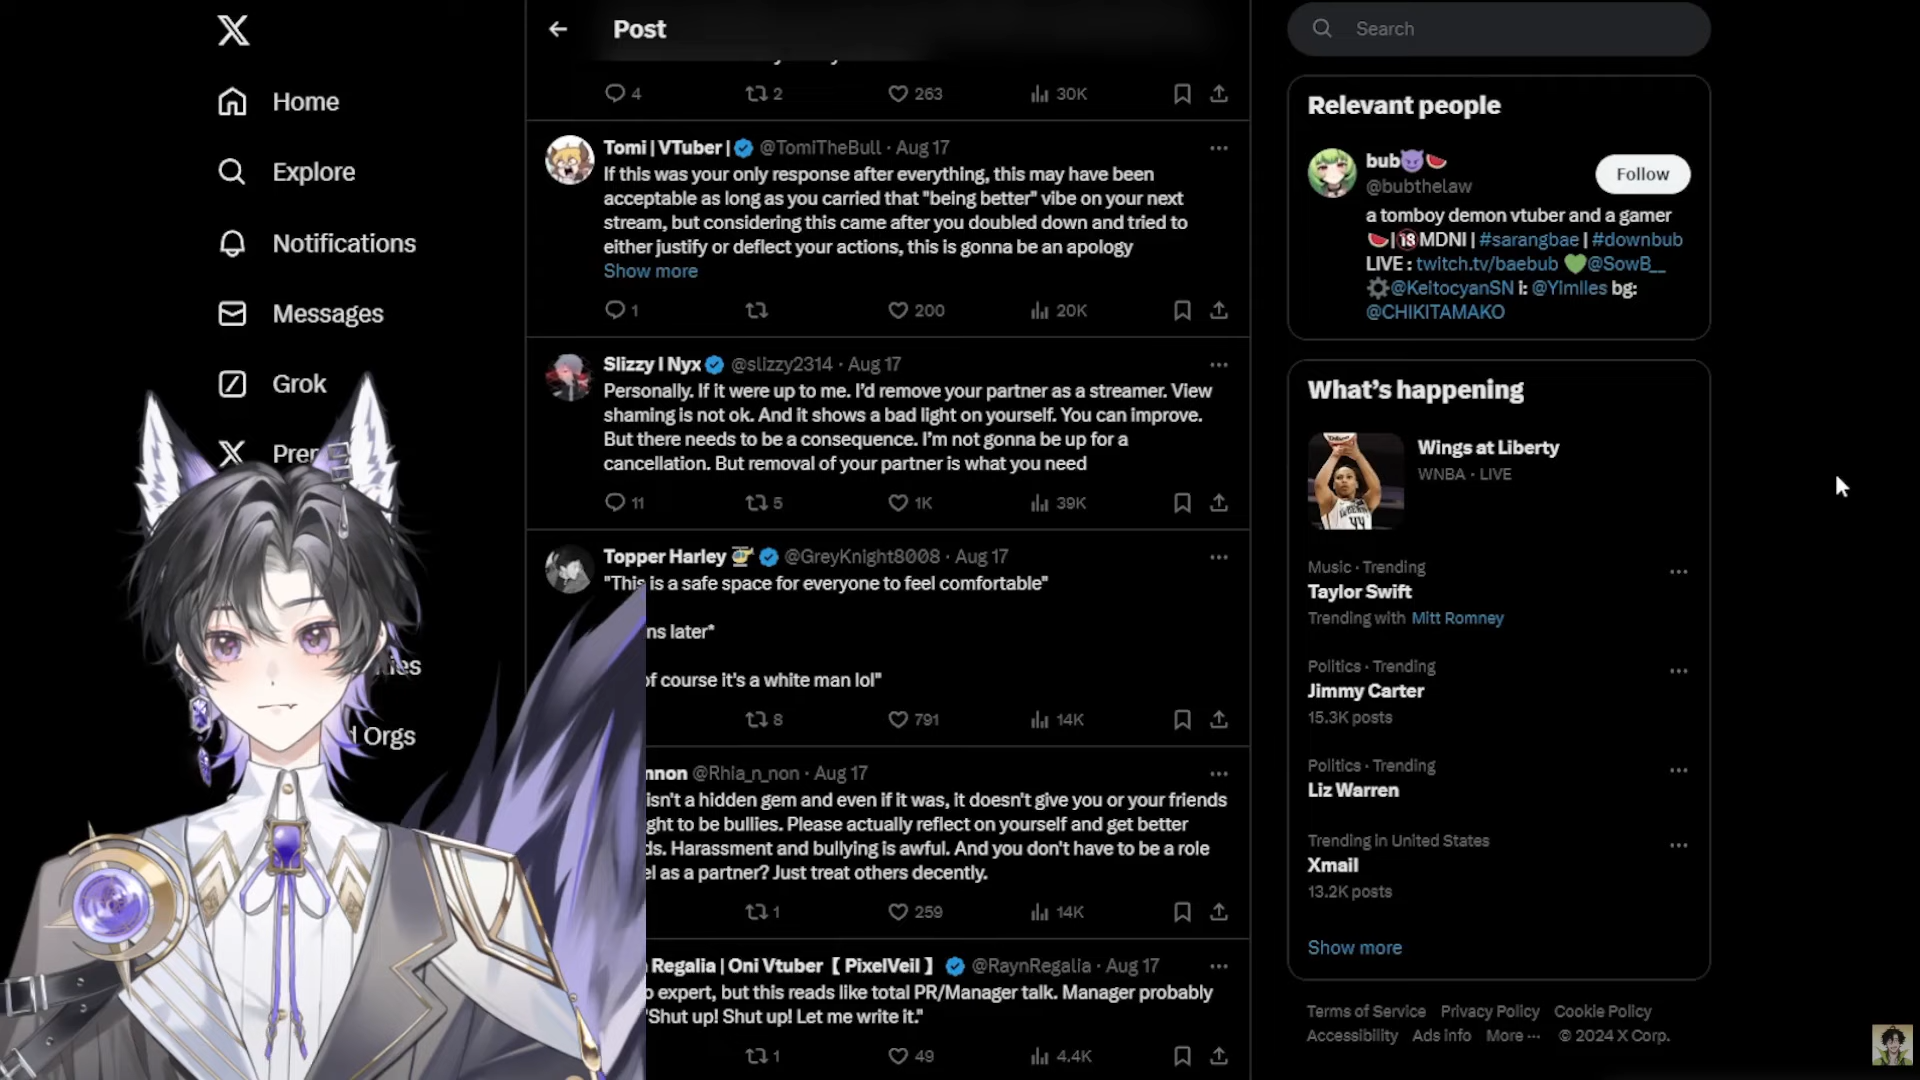 Post
Search
4 2 263 30K
Home
Explore
Notifications
Messages
Grok
Tomi | VTuber | @TomiTheBull · Aug 17
If this was your only response after everything, this may have been
acceptable as long as you carried that "being better" vibe on your next
stream, but considering this came after you doubled down and tried to
either justify or deflect your actions, this is gonna be an apology
Show more
1 200 20K
Slizzy I Nyx @slizzy2314 · Aug 17
Personally. If it were up to me. I'd remove your partner as a streamer. View
shaming is not ok. And it shows a bad light on yourself. You can improve.
But there needs to be a consequence. I'm not gonna be up for a
cancellation. But removal of your partner is what you need
11 5 1K 39K
Topper Harley @GreyKnight8008 · Aug 17
"This is a safe space for everyone to feel comfortable"
ns later*
of course it's a white man lol"
8 791 14K
nnon @Rhia_n_non · Aug 17
isn't a hidden gem and even if it was, it doesn't give you or your friends
ght to be bullies. Please actually reflect on yourself and get better
ds. Harassment and bullying is awful. And you don't have to be a role
el as a partner? Just treat others decently.
1 259 14K
Regalia | Oni Vtuber【 PixelVeil 】 @RaynRegalia · Aug 17
o expert, but this reads like total PR/Manager talk. Manager probably
"Shut up! Shut up! Let me write it."
1 49 4.4K
Prer
ies
d Orgs
Relevant people
bub
@bubthelaw
Follow
a tomboy demon vtuber and a gamer
|🔞MDNI | #sarangbae | #downbub
LIVE : twitch.tv/baebub 💚@SowB__
@KeitocyanSN i: @Yimlles bg:
@CHIKITAMAKO
What's happening
Wings at Liberty
WNBA · LIVE
Music · Trending
Taylor Swift
Trending with Mitt Romney
Politics · Trending
Jimmy Carter
15.3K posts
Politics · Trending
Liz Warren
Trending in United States
Xmail
13.2K posts
Show more
Terms of Service Privacy Policy Cookie Policy
Accessibility Ads info More ··· © 2024 X Corp.